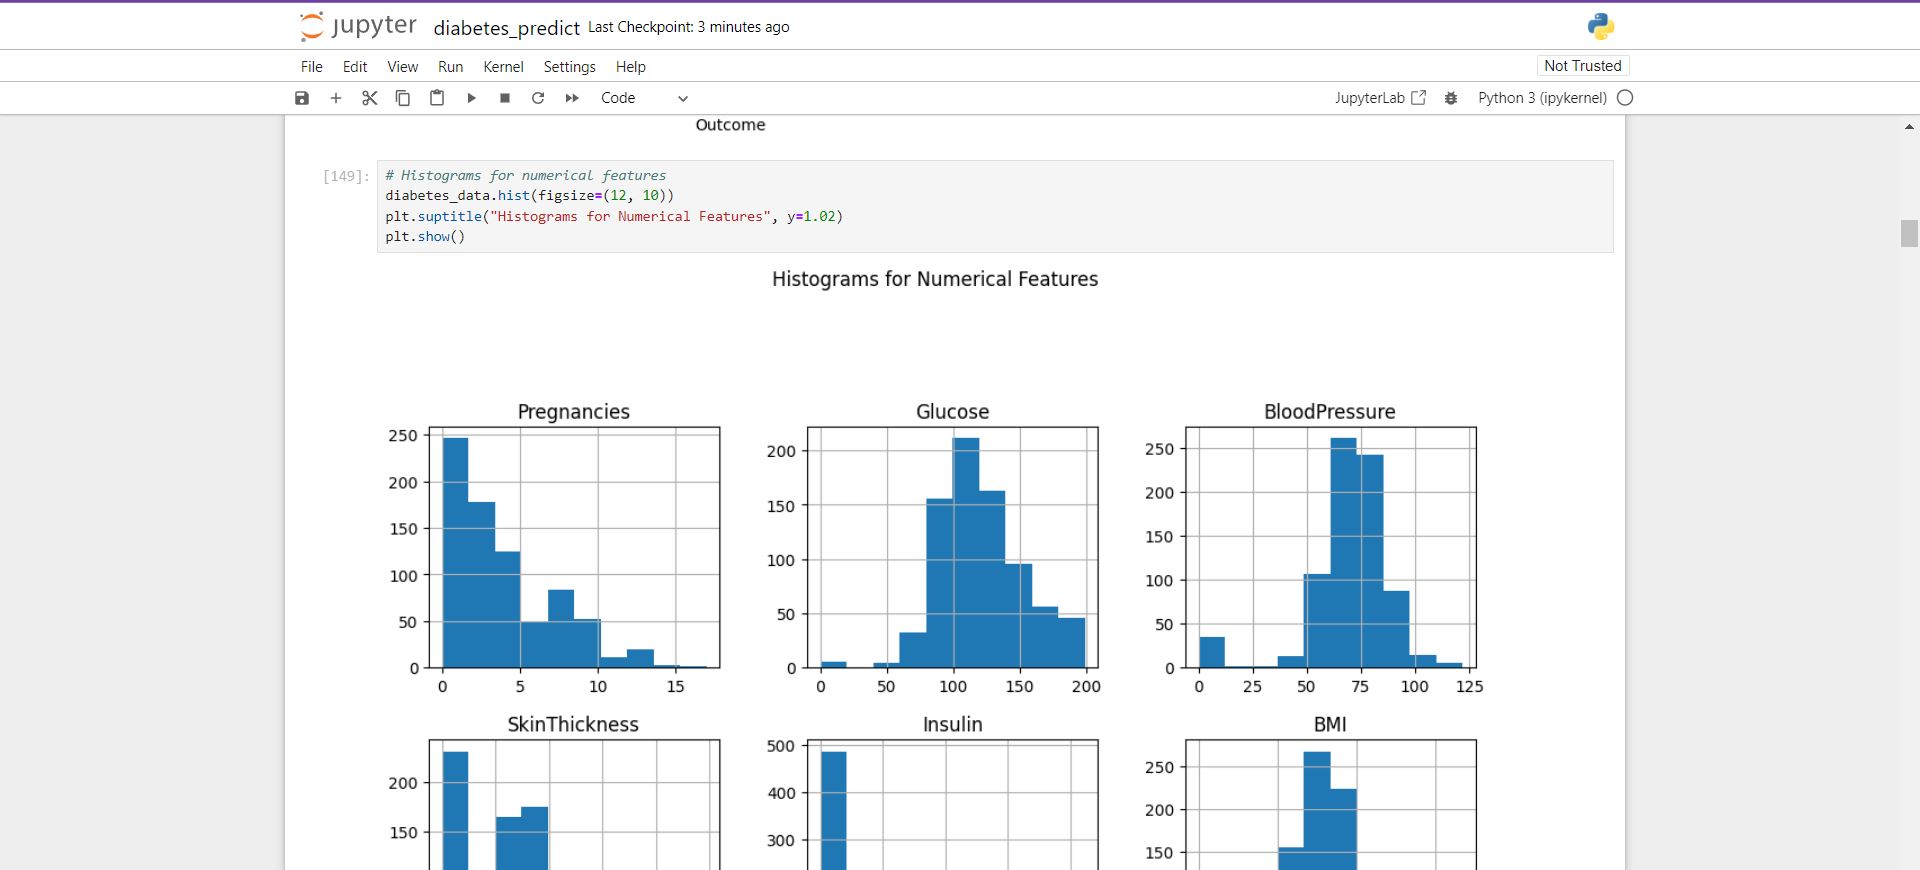 jupyter diabetes_predict Last Checkpoint: 3 minutes ago
File Edit View Run Kernel Settings Help Not Trusted
Code JupyterLab Python 3 (ipykernel)
Outcome
[149]: # Histograms for numerical features
diabetes_data.hist(figsize=(12, 10))
plt.suptitle("Histograms for Numerical Features", y=1.02)
plt.show()
Histograms for Numerical Features
Pregnancies
250
200
150
100
50
0
0 5 10 15
Glucose
200
150
100
50
0
0 50 100 150 200
BloodPressure
250
200
150
100
50
0
0 25 50 75 100 125
SkinThickness
200
150
Insulin
500
400
300
BMI
250
200
150